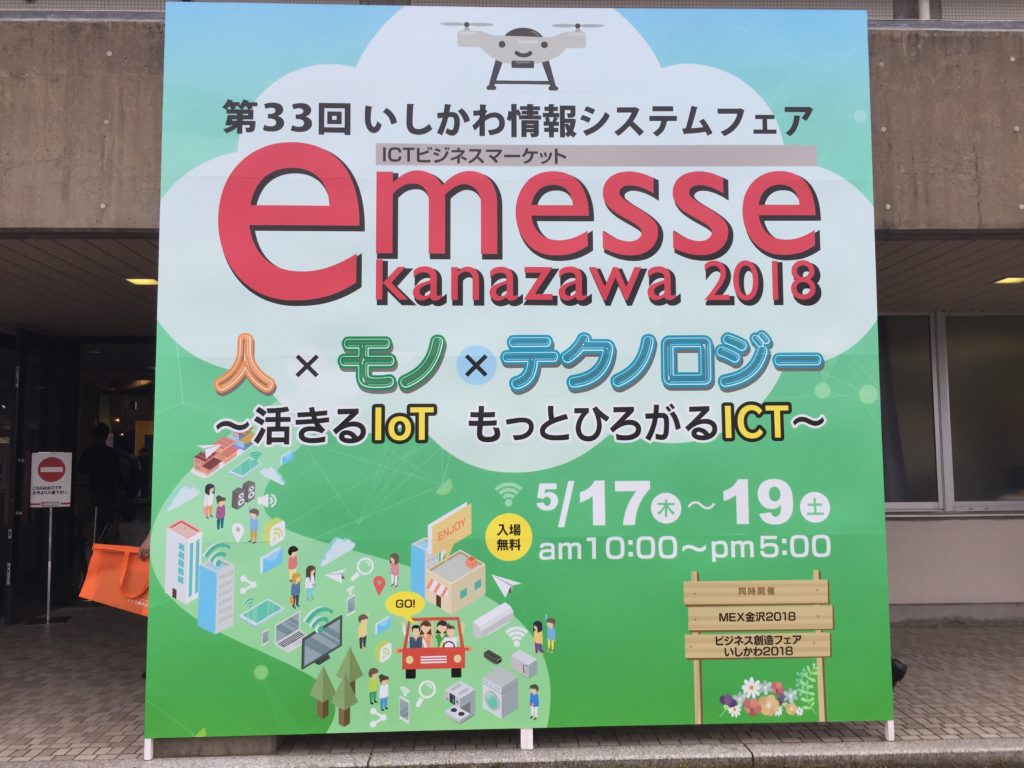 第33回 いしかわ情報システムフェア
ICTビジネスマーケット
emesse
kanazawa 2018
人×モノ×テクノロジー
～活きるIoT もっとひろがるICT～
5/17木～19土
入場
無料
am10:00～pm5:00
ENJOY
GO!
同時開催
MEX金沢2018
ビジネス創造フェア
いしかわ2018